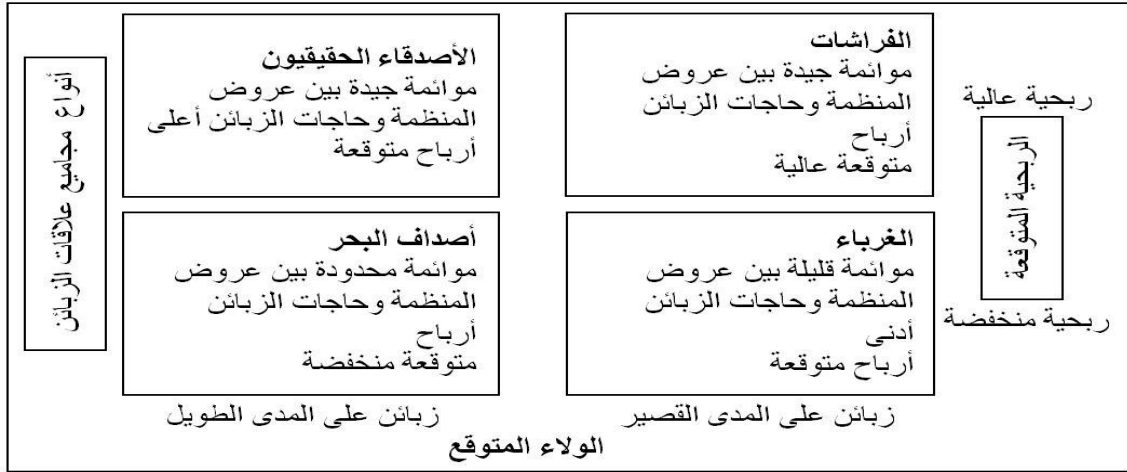 الفراشات
موائمة جيدة بين عروض
المنظمة وحاجات الزبائن
أرباح
متوقعة عالية
الأصدقاء الحقيقيون
موائمة جيدة بين عروض
المنظمة وحاجات الزبائن أعلى
أرباح متوقعة
ربحية عالية
الربحية المتوقعة
ربحية منخفضة
أنواع مجاميع علاقات الزبائن
الغرباء
موائمة قليلة بين عروض
المنظمة وحاجات الزبائن
أدنى
أرباح متوقعة
أصداف البحر
موائمة محدودة بين عروض
المنظمة وحاجات الزبائن
أرباح
متوقعة منخفضة
زبائن على المدى القصير
زبائن على المدى الطويل
الولاء المتوقع